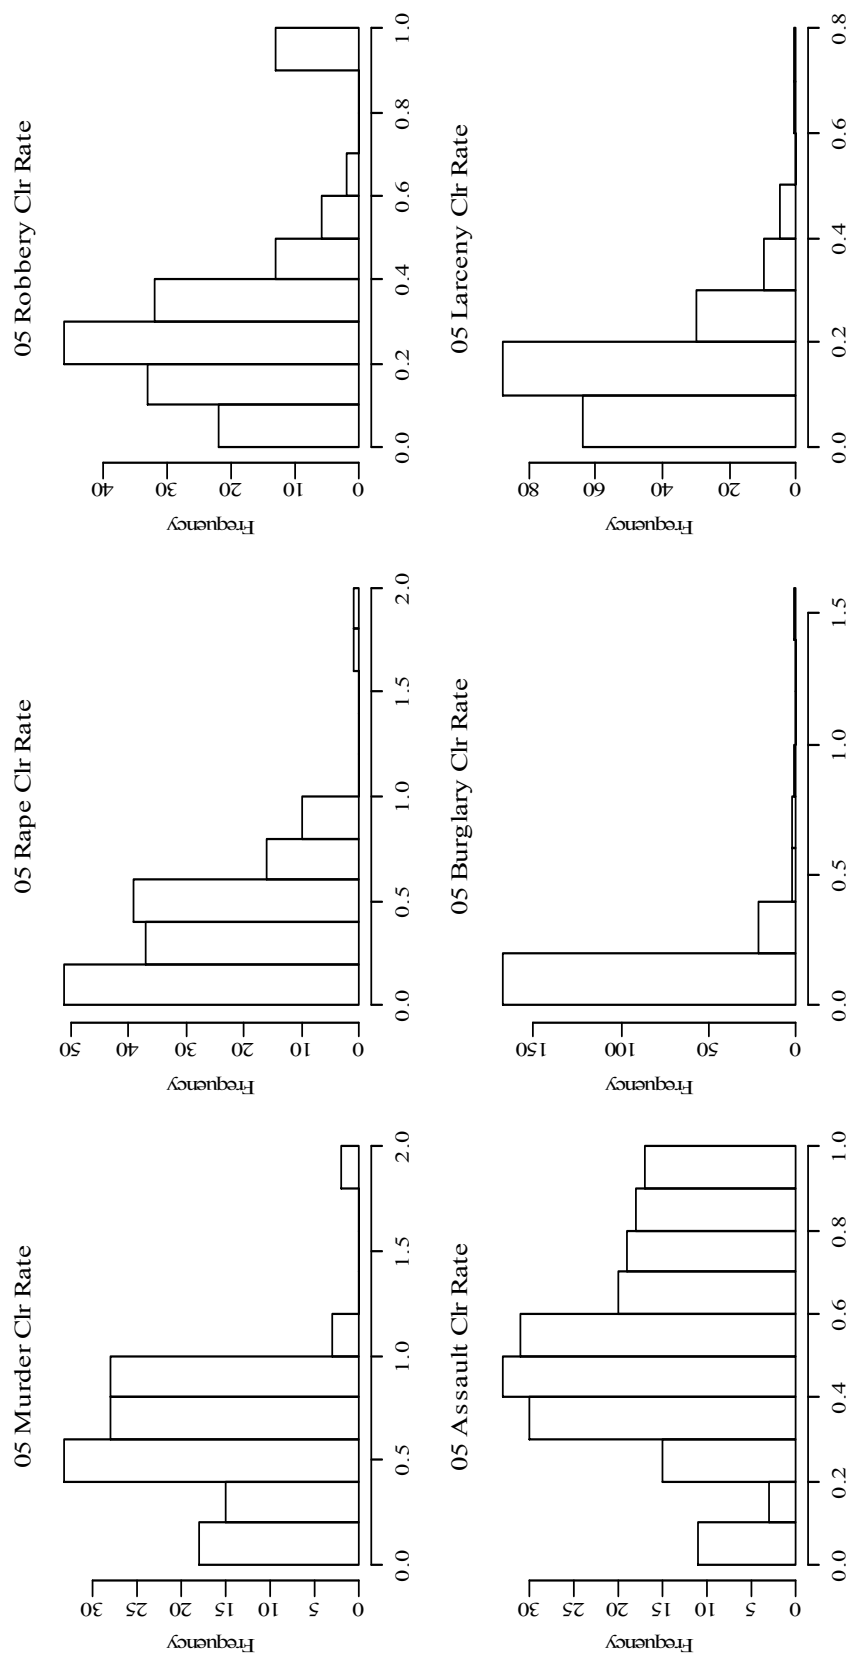 05 Murder Clr Rate
Frequency
30
25
20
15
10
5
0
0.0 0.5 1.0 1.5 2.0
05 Rape Clr Rate
Frequency
50
40
30
20
10
0
0.0 0.5 1.0 1.5 2.0
05 Robbery Clr Rate
Frequency
40
30
20
10
0
0.0 0.2 0.4 0.6 0.8 1.0
05 Assault Clr Rate
Frequency
30
25
20
15
10
5
0
0.0 0.2 0.4 0.6 0.8 1.0
05 Burglary Clr Rate
Frequency
150
100
50
0
0.0 0.5 1.0 1.5
05 Larceny Clr Rate
Frequency
80
60
40
20
0
0.0 0.2 0.4 0.6 0.8